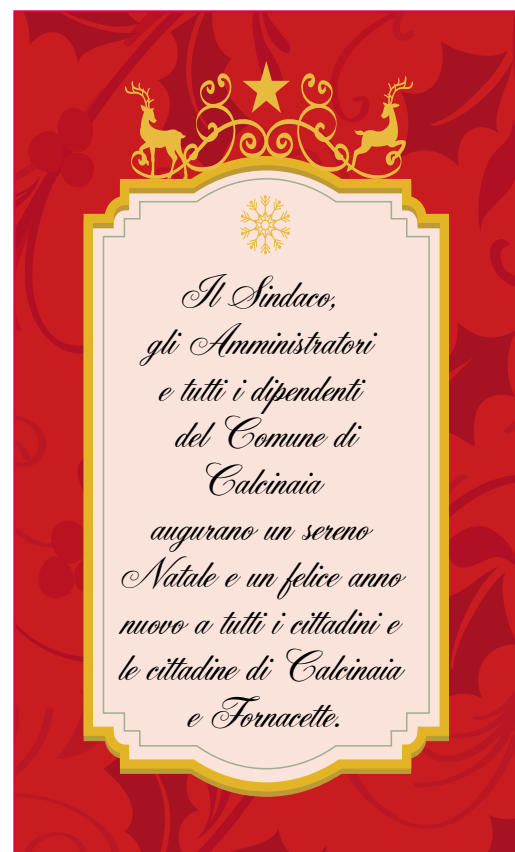 Il Sindaco,
gli Amministratori
e tutti i dipendenti
del Comune di
Calcinaia
augurano un sereno
Natale e un felice anno
nuovo a tutti i cittadini e
le cittadine di Calcinaia
e Fornacette.